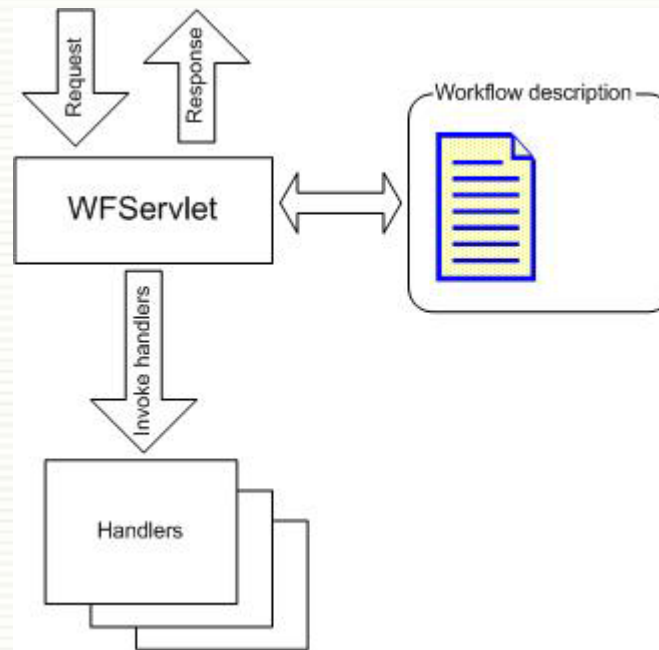 Request
Response
Workflow description
WFServlet
Invoke handlers
Handlers